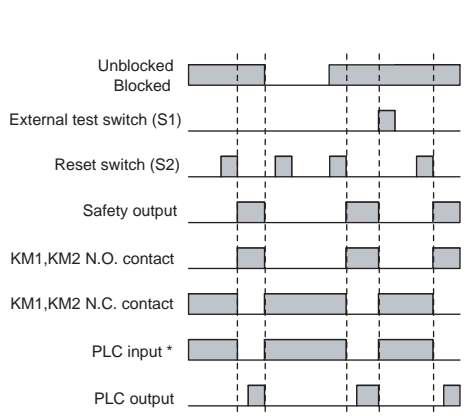 Unblocked
Blocked
External test switch (S1)
Reset switch (S2)
Safety output
KM1,KM2 N.O. contact
KM1,KM2 N.C. contact
PLC input *
PLC output